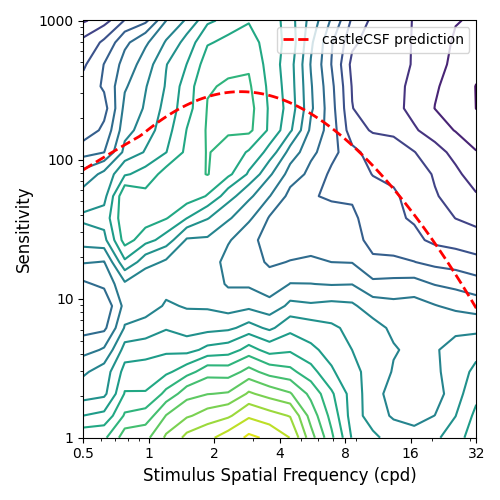 1000
castleCSF prediction
100
Sensitivity
10
1
0.5 1 2 4 8 16 32
Stimulus Spatial Frequency (cpd)